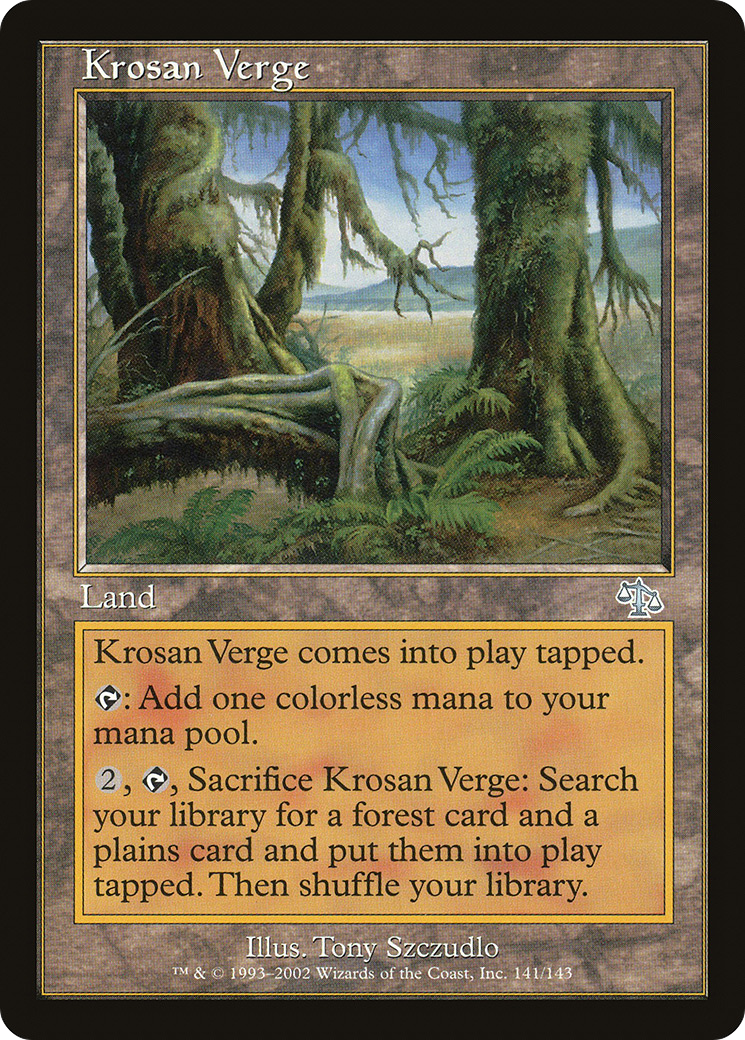 Krosan Verge
Land
Krosan Verge comes into play tapped.
: Add one colorless mana to your
mana pool.
2, , Sacrifice Krosan Verge: Search
your library for a forest card and a
plains card and put them into play
tapped. Then shuffle your library.
Illus. Tony Szczudlo
™ & © 1993–2002 Wizards of the Coast, Inc. 141/143